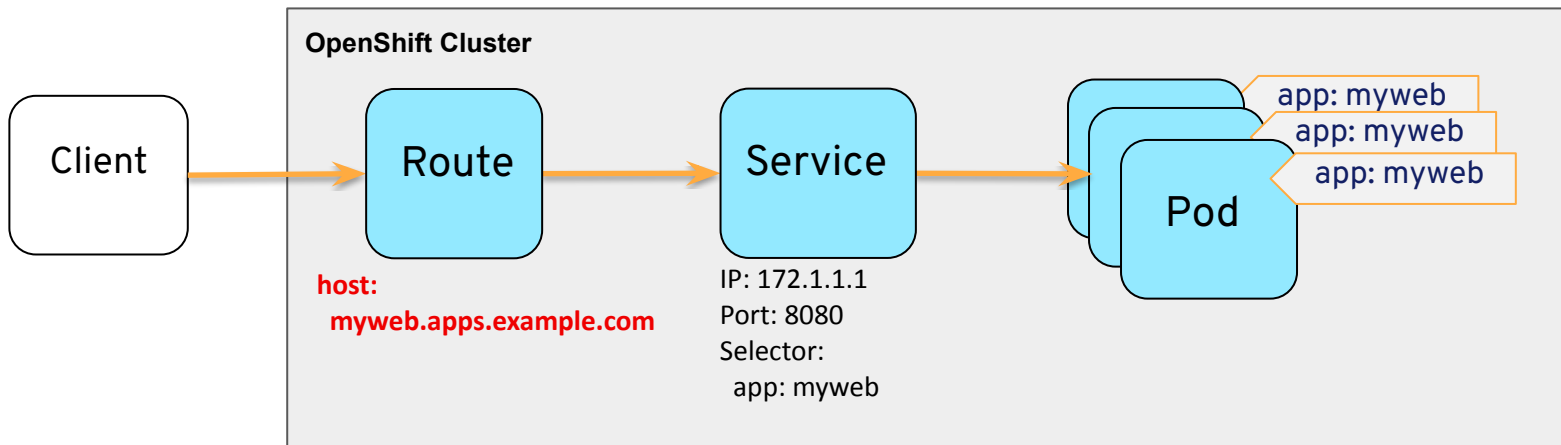 OpenShift Cluster
Client
Route
Service
Pod
app: myweb
app: myweb
app: myweb
host:
myweb.apps.example.com
IP: 172.1.1.1
Port: 8080
Selector:
app: myweb